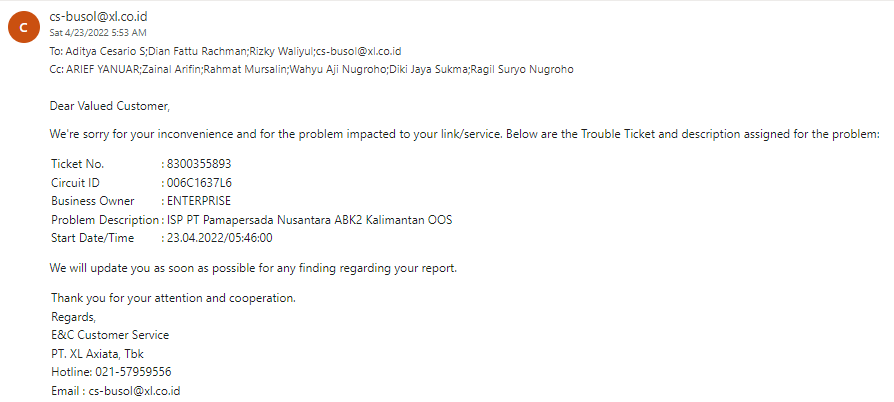 C
cs-busol@xl.co.id
Sat 4/23/2022 5:53 AM
To: Aditya Cesario S;Dian Fattu Rachman;Rizky Waliyul;cs-busol@xl.co.id
Cc: ARIEF YANUAR;Zainal Arifin;Rahmat Mursalin;Wahyu Aji Nugroho;Diki Jaya Sukma;Ragil Suryo Nugroho
Dear Valued Customer,
We're sorry for your inconvenience and for the problem impacted to your link/service. Below are the Trouble Ticket and description assigned for the problem:
Ticket No. : 8300355893
Circuit ID : 006C1637L6
Business Owner : ENTERPRISE
Problem Description : ISP PT Pamapersada Nusantara ABK2 Kalimantan OOS
Start Date/Time : 23.04.2022/05:46:00
We will update you as soon as possible for any finding regarding your report.
Thank you for your attention and cooperation.
Regards,
E&C Customer Service
PT. XL Axiata, Tbk
Hotline: 021-57959556
Email : cs-busol@xl.co.id